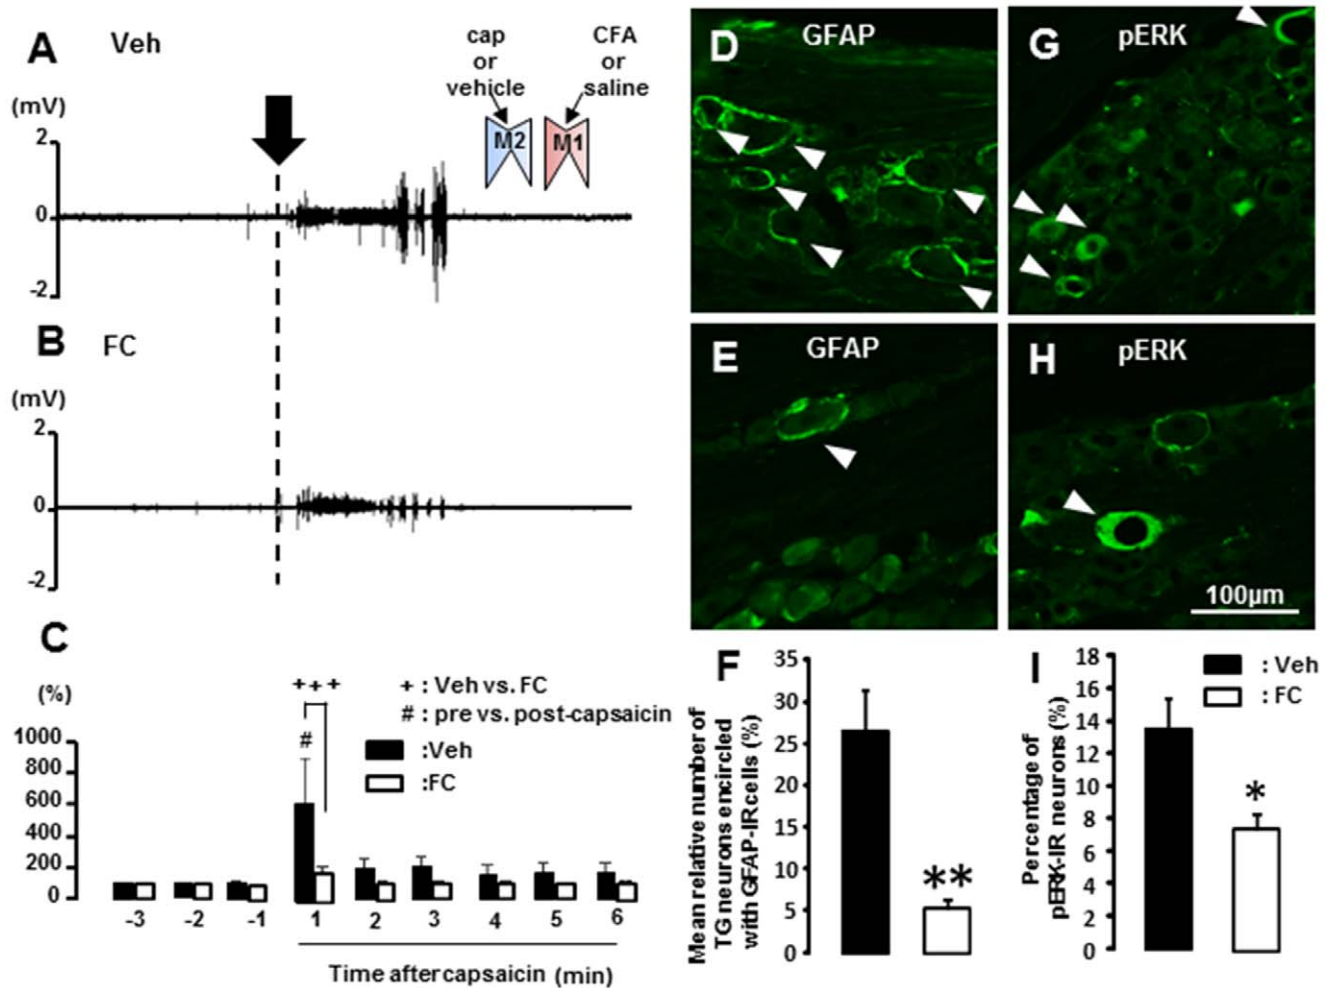 A
Veh
(mV)
2
0
-2
cap
or
vehicle
CFA
or
saline
M2
M1
B
FC
(mV)
2
0
-2
C
(%)
1000
800
600
400
200
0
+++
#
+ : Veh vs. FC
# : pre vs. post-capsaicin
:Veh
:FC
-3
-2
-1
1
2
3
4
5
6
Time after capsaicin (min)
D
GFAP
G
pERK
E
GFAP
H
pERK
100µm
F
Mean relative number of
TG neurons encircled
with GFAP-IR cells (%)
35
30
25
20
15
10
5
0
**
I
Percentage of
pERK-IR neurons (%)
18
16
14
12
10
8
6
4
2
0
*
: Veh
: FC